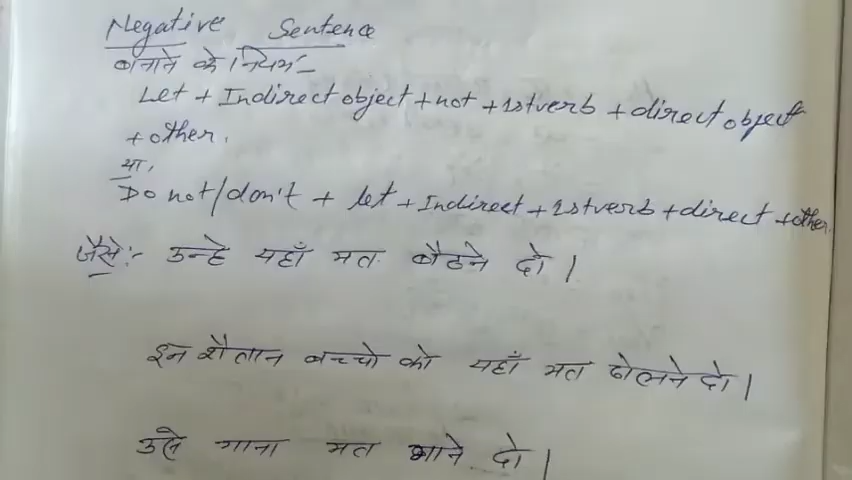 Negative Sentence
बनाने के नियम:-
Let + Indirect object + not + 1st verb + direct object
+ other.
या,
Do not/don't + let + Indirect + 1st verb + direct + other
जैसे:- उन्हे यहाँ मत बैठने दो।
इन शैतान बच्चो को यहाँ मत खेलने दो।
उसे गाना मत गाने दो।